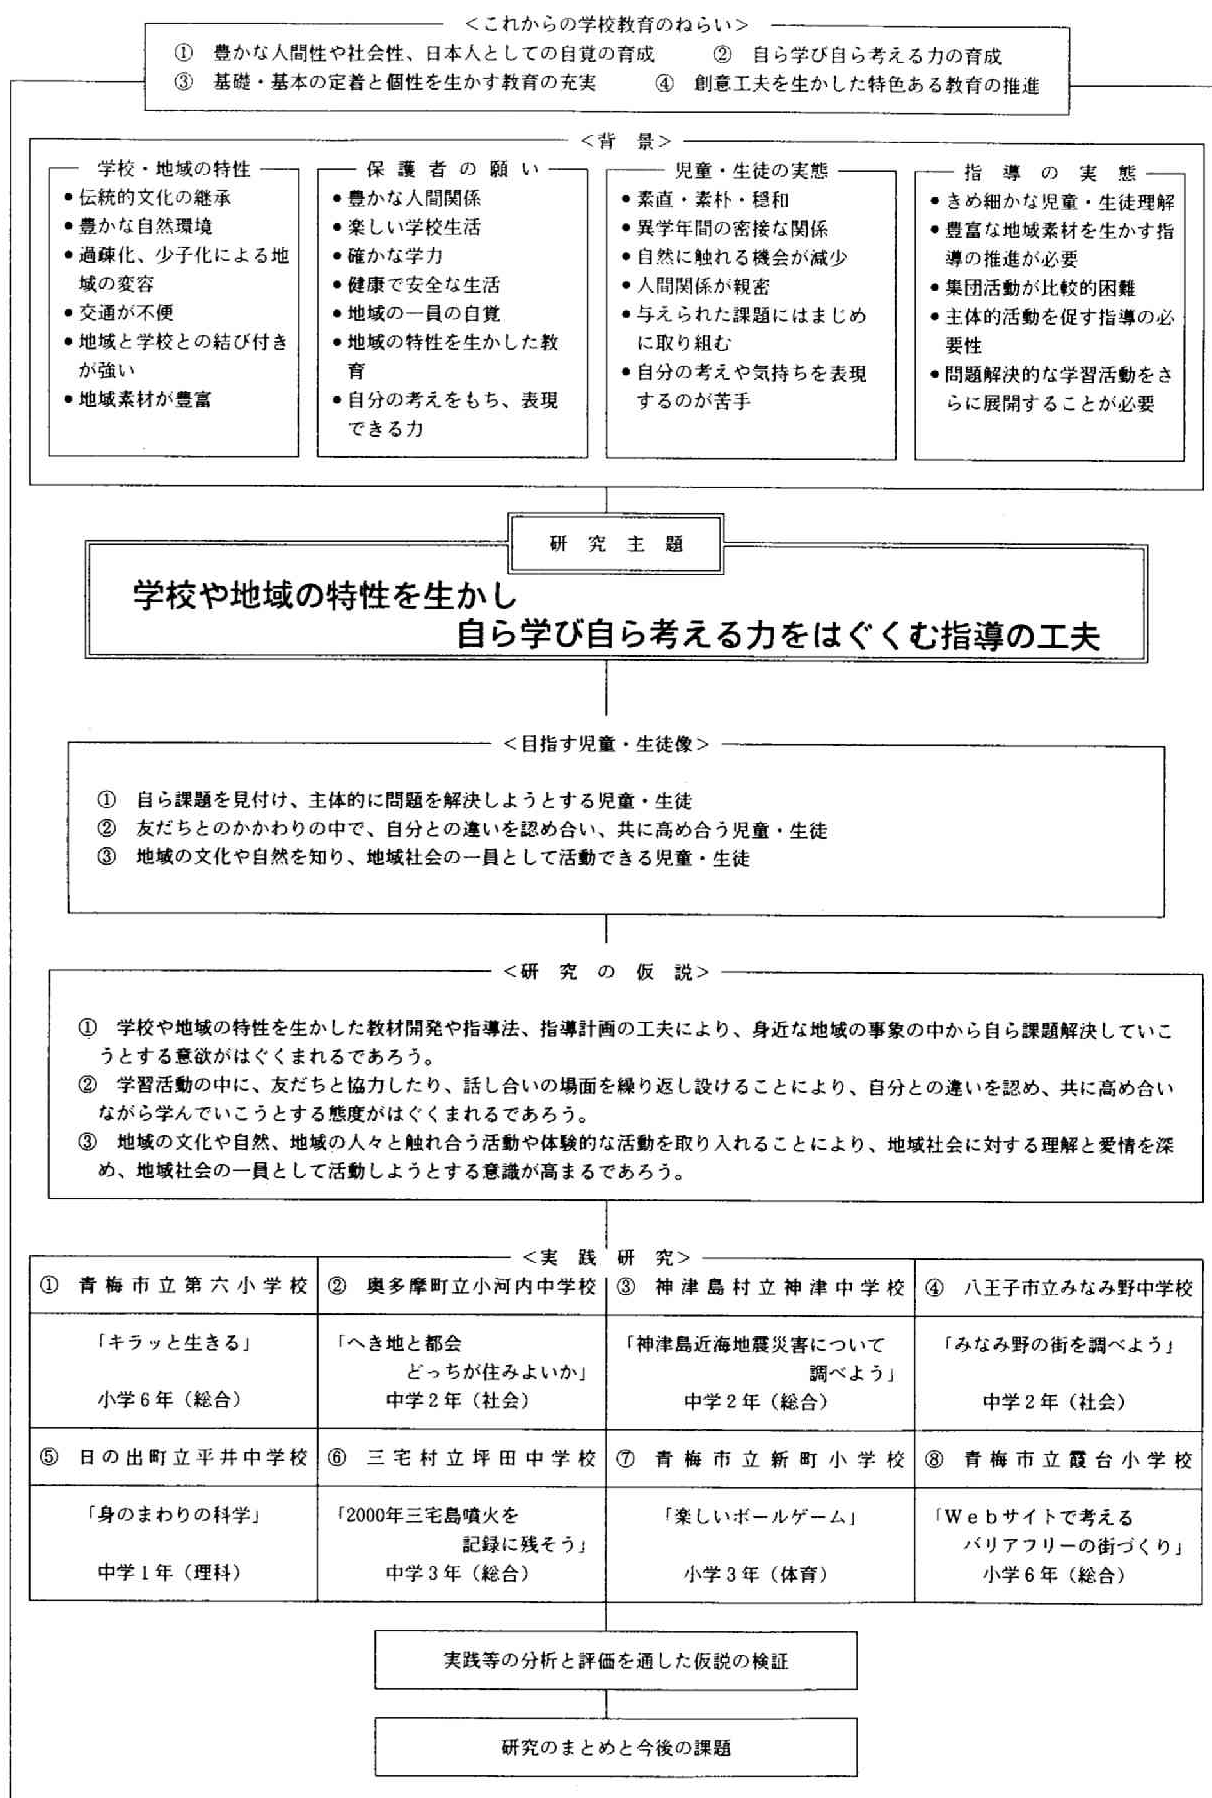 ＜これからの学校教育のねらい＞
①　豊かな人間性や社会性、日本人としての自覚の育成　　　②　自ら学び自ら考える力の育成
③　基礎・基本の定着と個性を生かす教育の充実　　　④　創意工夫を生かした特色ある教育の推進
＜背　景＞
学校・地域の特性
●伝統的文化の継承
●豊かな自然環境
●過疎化、少子化による地
域の変容
●交通が不便
●地域と学校との結び付き
が強い
●地域素材が豊富
保護者の願い
●豊かな人間関係
●楽しい学校生活
●確かな学力
●健康で安全な生活
●地域の一員の自覚
●地域の特性を生かした教
育
●自分の考えをもち、表現
できる力
児童・生徒の実態
●素直・素朴・穏和
●異学年間の密接な関係
●自然に触れる機会が減少
●人間関係が親密
●与えられた課題にはまじめ
に取り組む
●自分の考えや気持ちを表現
するのが苦手
指導の実態
●きめ細かな児童・生徒理解
●豊富な地域素材を生かす指
導の推進が必要
●集団活動が比較的困難
●主体的活動を促す指導の必
要性
●問題解決的な学習活動をさ
らに展開することが必要
研究主題
学校や地域の特性を生かし
自ら学び自ら考える力をはぐくむ指導の工夫
＜目指す児童・生徒像＞
①　自ら課題を見付け、主体的に問題を解決しようとする児童・生徒
②　友だちとのかかわりの中で、自分との違いを認め合い、共に高め合う児童・生徒
③　地域の文化や自然を知り、地域社会の一員として活動できる児童・生徒
＜研究の仮説＞
①　学校や地域の特性を生かした教材開発や指導法、指導計画の工夫により、身近な地域の事象の中から自ら課題解決していこ
うとする意欲がはぐくまれるであろう。
②　学習活動の中に、友だちと協力したり、話し合いの場面を繰り返し設けることにより、自分との違いを認め、共に高め合い
ながら学んでいこうとする態度がはぐくまれるであろう。
③　地域の文化や自然、地域の人々と触れ合う活動や体験的な活動を取り入れることにより、地域社会に対する理解と愛情を深
め、地域社会の一員として活動しようとする意識が高まるであろう。
＜実践研究＞
①　青梅市立第六小学校
「キラッと生きる」
小学６年（総合）
②　奥多摩町立小河内中学校
「へき地と都会
どっちが住みよいか」
中学２年（社会）
③　神津島村立神津中学校
「神津島近海地震災害について
調べよう」
中学２年（総合）
④　八王子市立みなみ野中学校
「みなみ野の街を調べよう」
中学２年（社会）
⑤　日の出町立平井中学校
「身のまわりの科学」
中学１年（理科）
⑥　三宅村立坪田中学校
「2000年三宅島噴火を
記録に残そう」
中学３年（総合）
⑦　青梅市立新町小学校
「楽しいボールゲーム」
小学３年（体育）
⑧　青梅市立霞台小学校
「Ｗｅｂサイトで考える
バリアフリーの街づくり」
小学６年（総合）
実践等の分析と評価を通した仮説の検証
研究のまとめと今後の課題